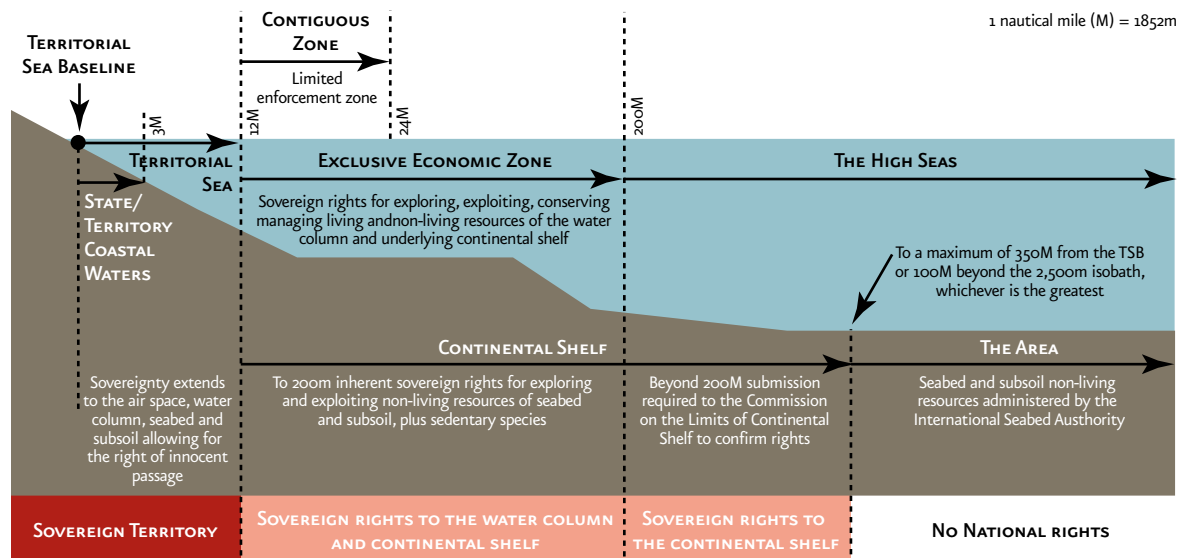 Contiguous
Zone
1 nautical mile (M) = 1852m
Territorial
Sea Baseline
Limited
enforcement zone
3M
12M
24M
200M
Territorial
Sea
Exclusive Economic Zone
The High Seas
State/
Territory
Coastal
Waters
Sovereign rights for exploring, exploiting, conserving
managing living andnon-living resources of the water
column and underlying continental shelf
To a maximum of 350M from the TSB
or 100M beyond the 2,500m isobath,
whichever is the greatest
Continental Shelf
The Area
Sovereignty extends
to the air space, water
column, seabed and
subsoil allowing for
the right of innocent
passage
To 200m inherent sovereign rights for exploring
and exploiting non-living resources of seabed
and subsoil, plus sedentary species
Beyond 200M submission
required to the Commission
on the Limits of Continental
Shelf to confirm rights
Seabed and subsoil non-living
resources administered by the
International Seabed Austhority
Sovereign Territory
Sovereign rights to the water column
and continental shelf
Sovereign rights to
the continental shelf
No National rights